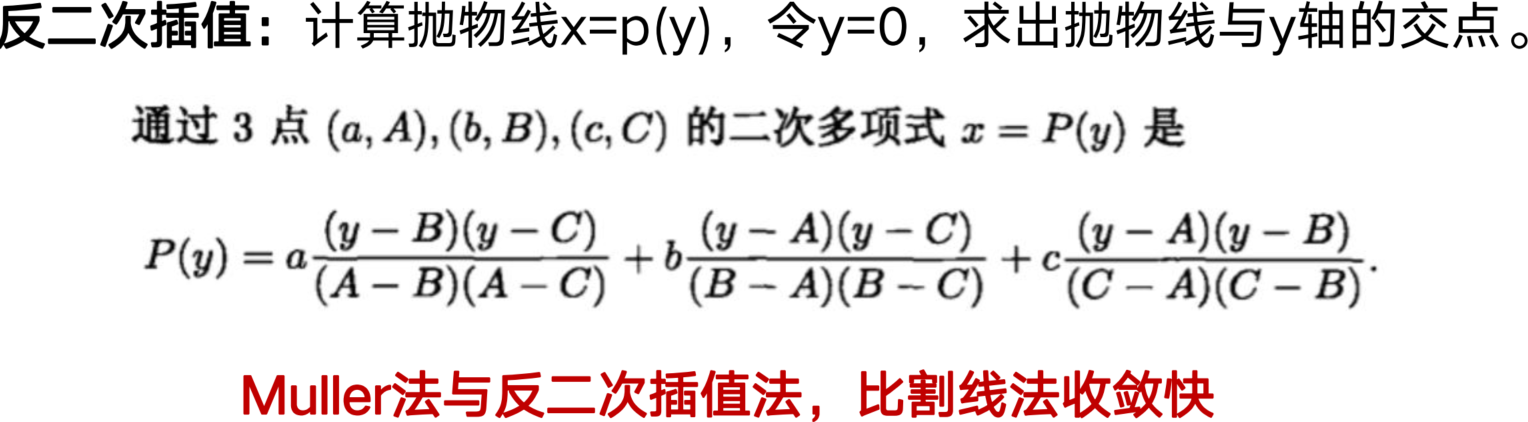 反二次插值：计算抛物线x=p(y)，令y=0，求出抛物线与y轴的交点。
通过 3 点 (a, A), (b, B), (c, C) 的二次多项式 x = P(y) 是
P(y) = a \frac{(y − B)(y − C)}{(A − B)(A − C)} + b \frac{(y − A)(y − C)}{(B − A)(B − C)} + c \frac{(y − A)(y − B)}{(C − A)(C − B)}.
Muller法与反二次插值法，比割线法收敛快